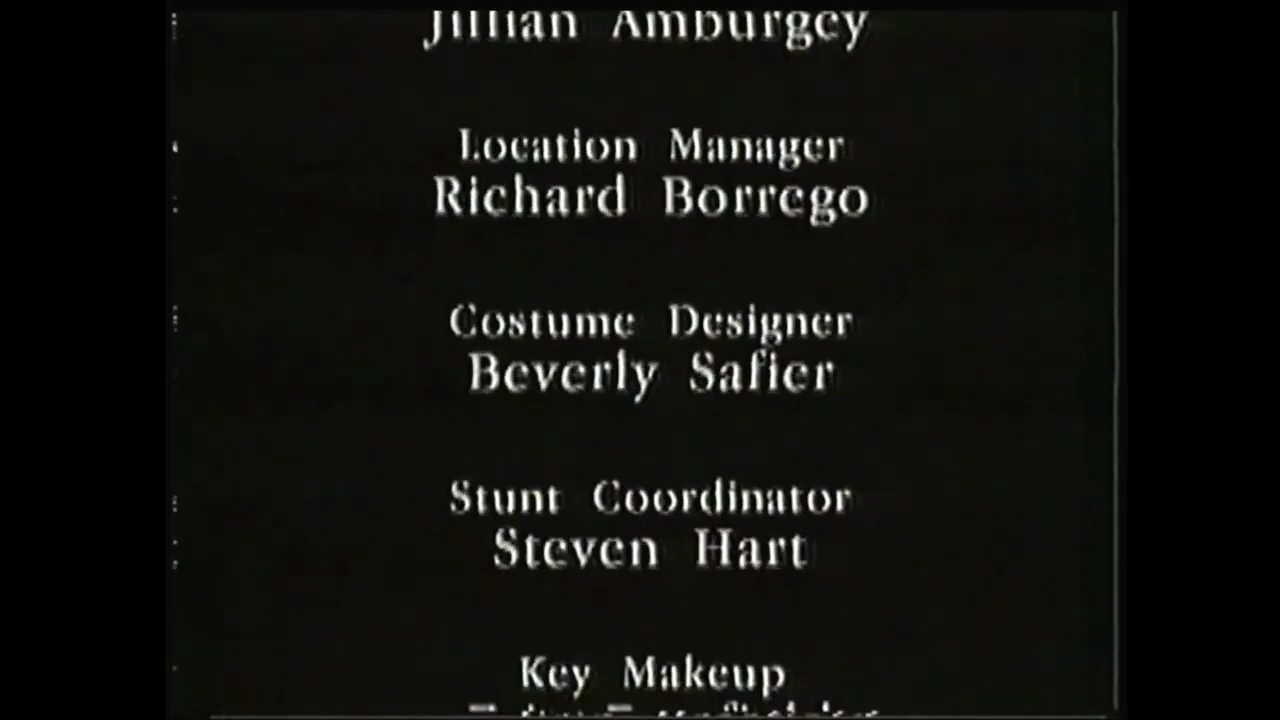 Jillian Amburgey
Location Manager
Richard Borrego
Costume Designer
Beverly Safier
Stunt Coordinator
Steven Hart
Key Makeup